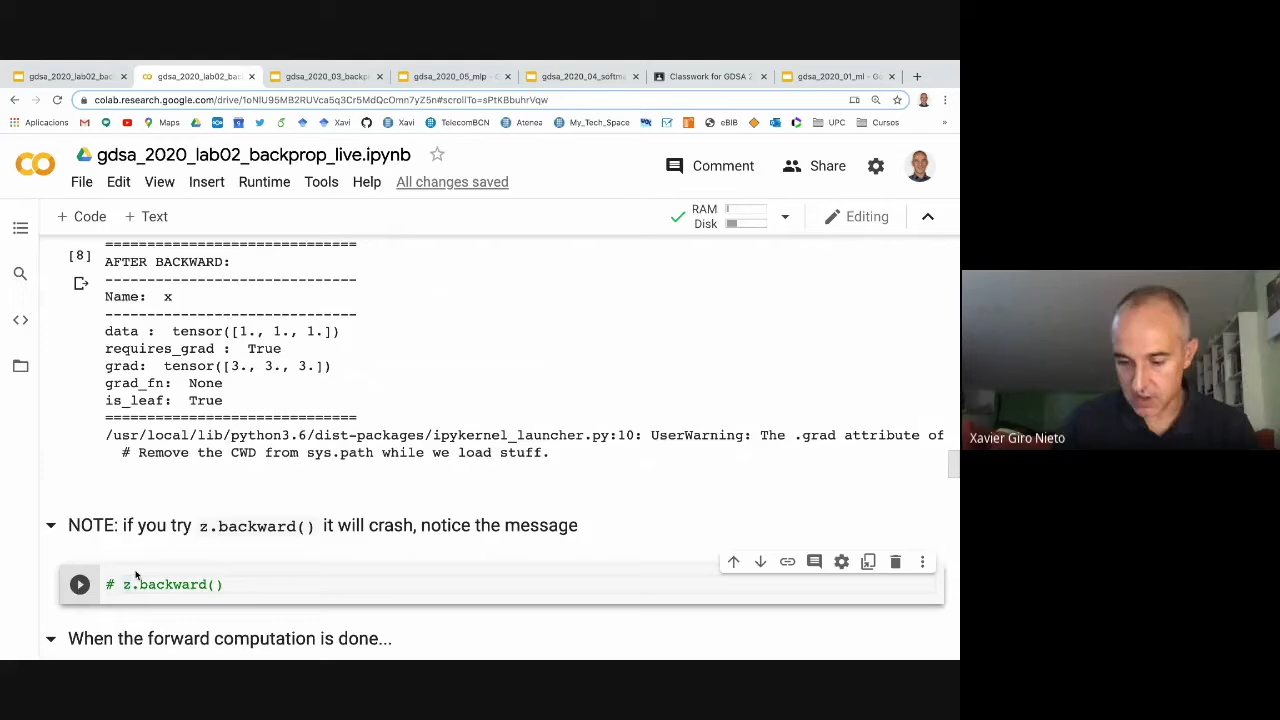 gdsa_2020_lab02_bac
gdsa_2020_lab02_bac
gdsa_2020_03_backp
gdsa_2020_05_mlp - G
gdsa_2020_04_softm
Classwork for GDSA 2
gdsa_2020_01_ml - G
colab.research.google.com/drive/1oNlU95MB2RUVca5q3Cr5MdQcOmn7yZ5n#scrollTo=sPtKBbuhrVqw
Aplicacions
Maps
Xavi
Xavi
TelecomBCN
Atenea
My_Tech_Space
eBIB
UPC
Cursos
»
gdsa_2020_lab02_backprop_live.ipynb
Comment
Share
File Edit View Insert Runtime Tools Help All changes saved
+ Code + Text
RAM
Disk
Editing
[8]
==============================
AFTER BACKWARD:
------------------------------
Name: x
------------------------------
data : tensor([1., 1., 1.])
requires_grad : True
grad: tensor([3., 3., 3.])
grad_fn: None
is_leaf: True
==============================
/usr/local/lib/python3.6/dist-packages/ipykernel_launcher.py:10: UserWarning: The .grad attribute of
# Remove the CWD from sys.path while we load stuff.
NOTE: if you try z.backward() it will crash, notice the message
# z.backward()
When the forward computation is done...
Xavier Giro Nieto